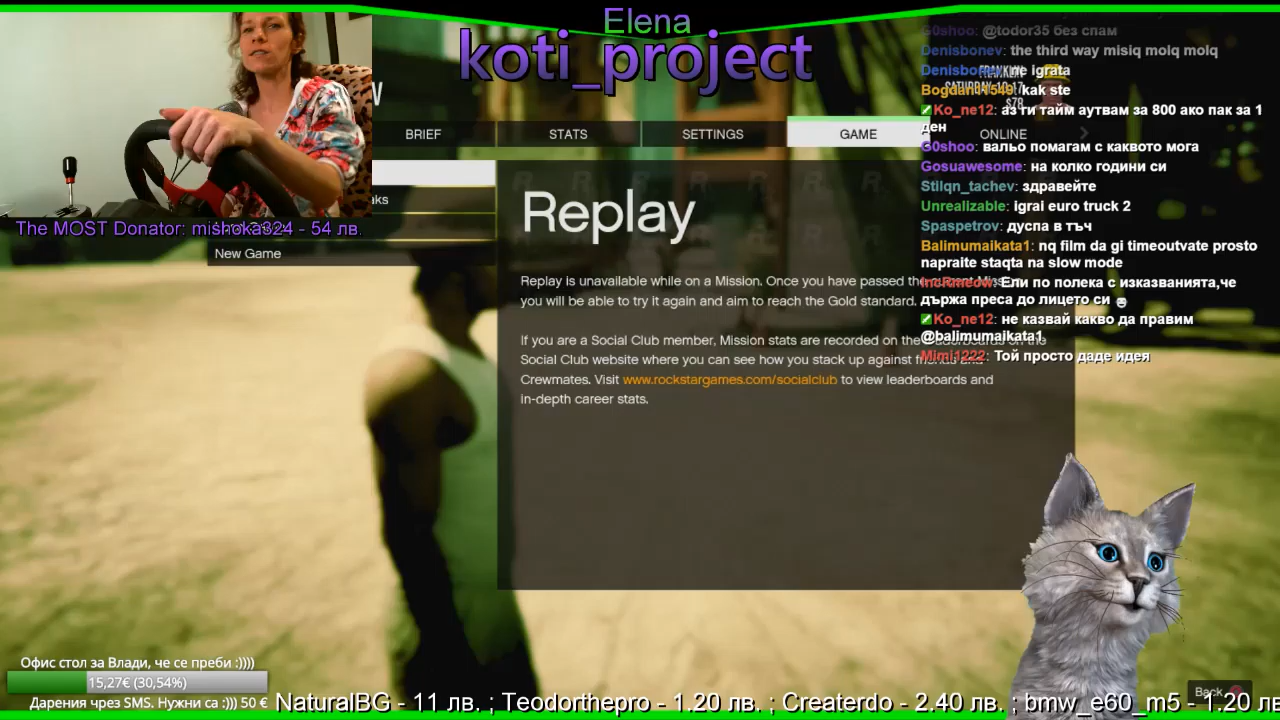 Elena
koti_project
BRIEF
STATS
SETTINGS
GAME
ONLINE
New Game
The MOST Donator: mishoka324 - 54 лв.
Replay
Replay is unavailable while on a Mission. Once you have passed the
you will be able to try it again and aim to reach the Gold standard.
If you are a Social Club member, Mission stats are recorded on the
Social Club website where you can see how you stack up against
Crewmates. Visit www.rockstargames.com/socialclub to view leaderboards and
in-depth career stats.
G0shoo: @todor35 без спам
Denisbonev: the third way misiq molq molq
Denisbonev: ne igrata
kak ste
Ko_ne12: аз ти тайм аутвам за 800 ако пак за 1
ден
G0shoo: вальо помагам с каквото мога
Gosuawesome: на колко години си
Stilqn_tachev: здравейте
Unrealizable: igrai euro truck 2
Spaspetrov: дуспа в тъч
Balimumaikata1: nq film da gi timeoutvate prosto
napraite staqta na slow mode
Ели по полека с изказванията,че
държа преса до лицето си
Ko_ne12: не казвай какво да правим
@balimumaikata1
Mimi1222: Той просто даде идея
Офис стол за Влади, че се преби :))))
15,27€ (30,54%)
Дарения чрез SMS. Нужни са :))) 50 €
NaturalBG - 11 лв. ; Teodorthepro - 1.20 лв. ; Createrdo - 2.40 лв. ; bmw_e60_m5 - 1.20 лв
Back